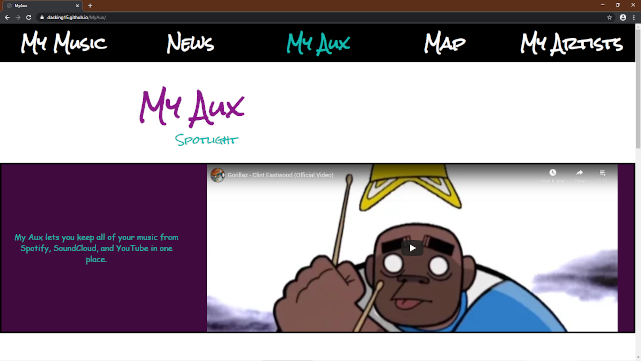 MyAux
dacking15.github.io/MyAux/
My Music News My Aux Map My Artists
My Aux
Spotlight
Gorillaz - Clint Eastwood (Official Video)
My Aux lets you keep all of your music from
Spotify, SoundCloud, and YouTube in one
place.